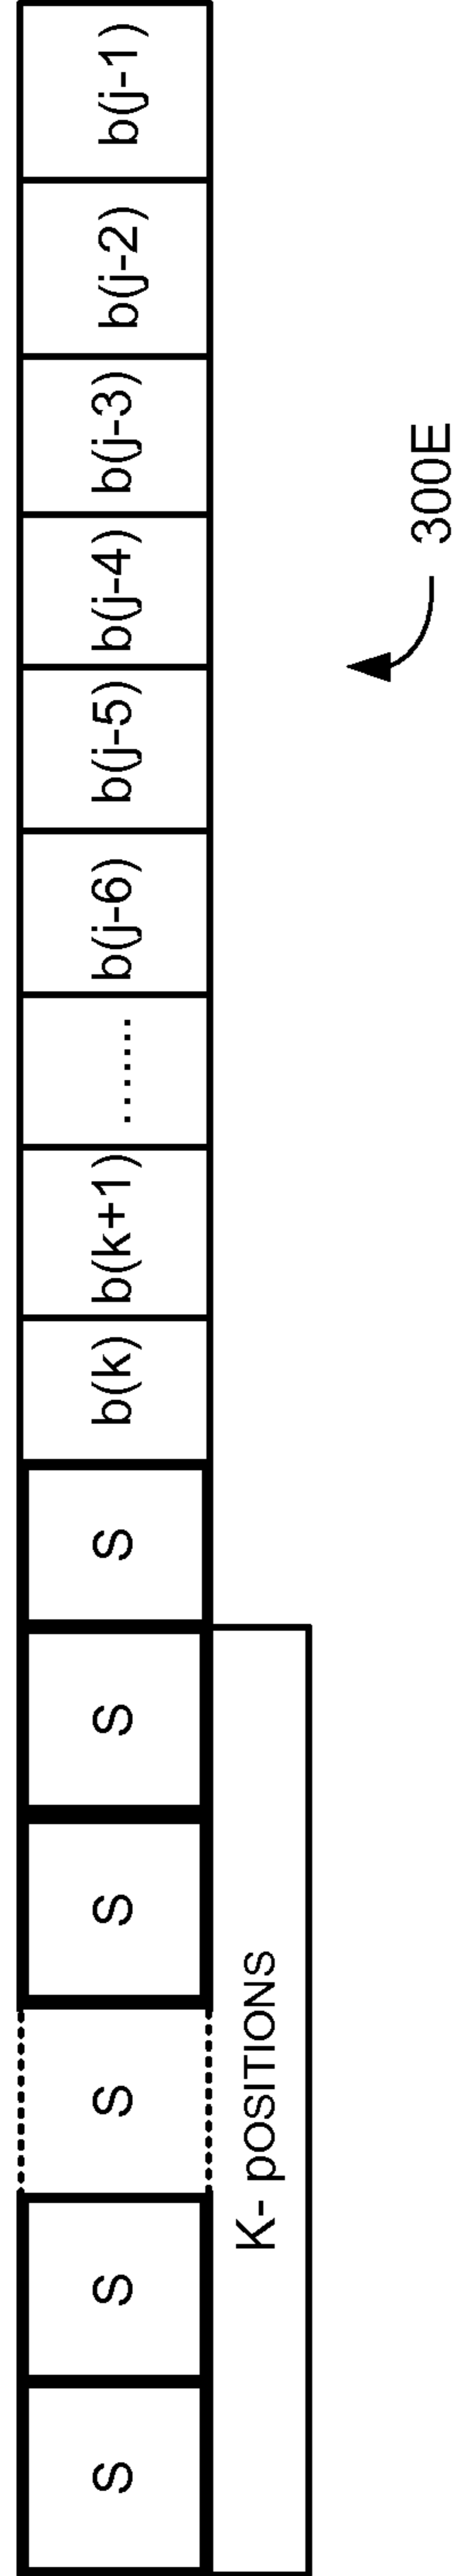 S S S S S S b(k) b(k+1) ....... b(j-6) b(j-5) b(j-4) b(j-3) b(j-2) b(j-1)
K- pOSITIONS
300E